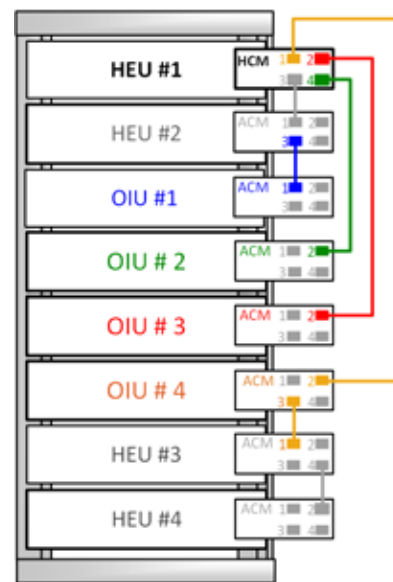 HEU #1 HCM 1 2
3 4
HEU #2 ACM 1 2
3 4
OIU #1 ACM 1 2
3 4
OIU # 2 ACM 1 2
3 4
OIU # 3 ACM 1 2
3 4
OIU # 4 ACM 1 2
3 4
HEU #3 ACM 1 2
3 4
HEU #4 ACM 1 2
3 4